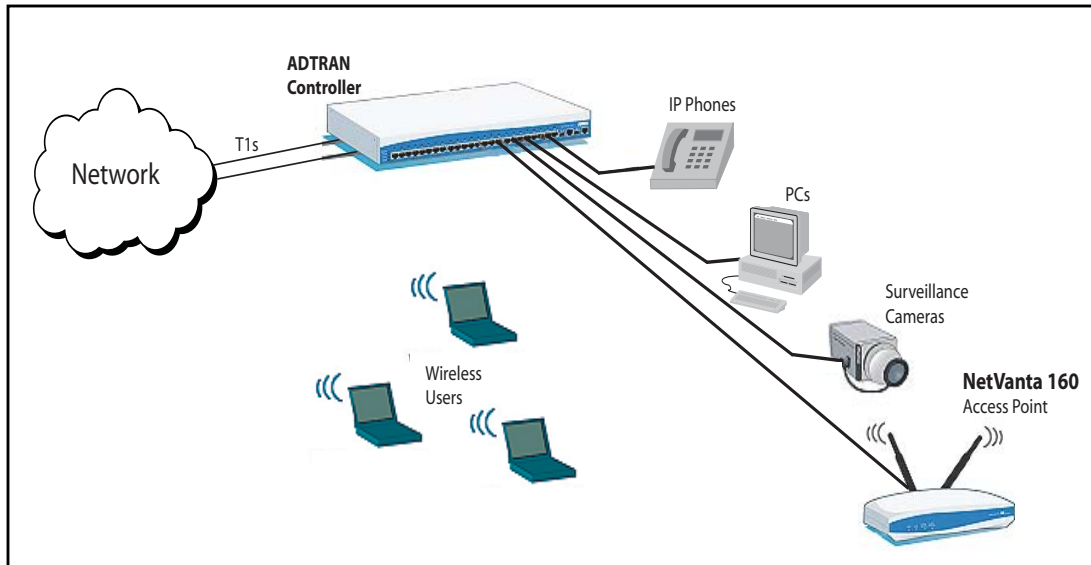 ADTRAN
Controller
IP Phones
T1s
Network
PCs
Surveillance
Cameras
Wireless
Users
NetVanta 160
Access Point